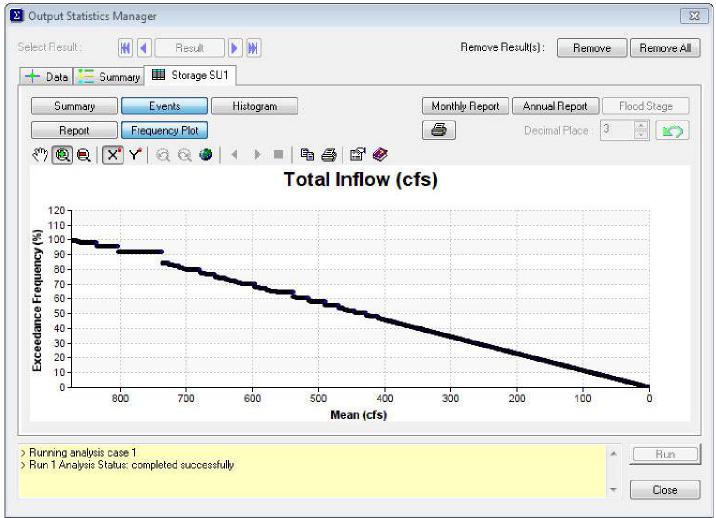 Output Statistics Manager
Select Result: Result Remove Result(s): Remove Remove All
Data Summary Storage SU1
Summary Events Histogram Monthly Report Annual Report Flood Stage
Report Frequency Plot Decimal Place: 3
X Y
Total Inflow (cfs)
Exceedance Frequency (%)
120
110
100
90
80
70
60
50
40
30
20
10
0
800 700 600 500 400 300 200 100 0
Mean (cfs)
> Running analysis case 1
> Run 1 Analysis Status: completed successfully
Run
Close